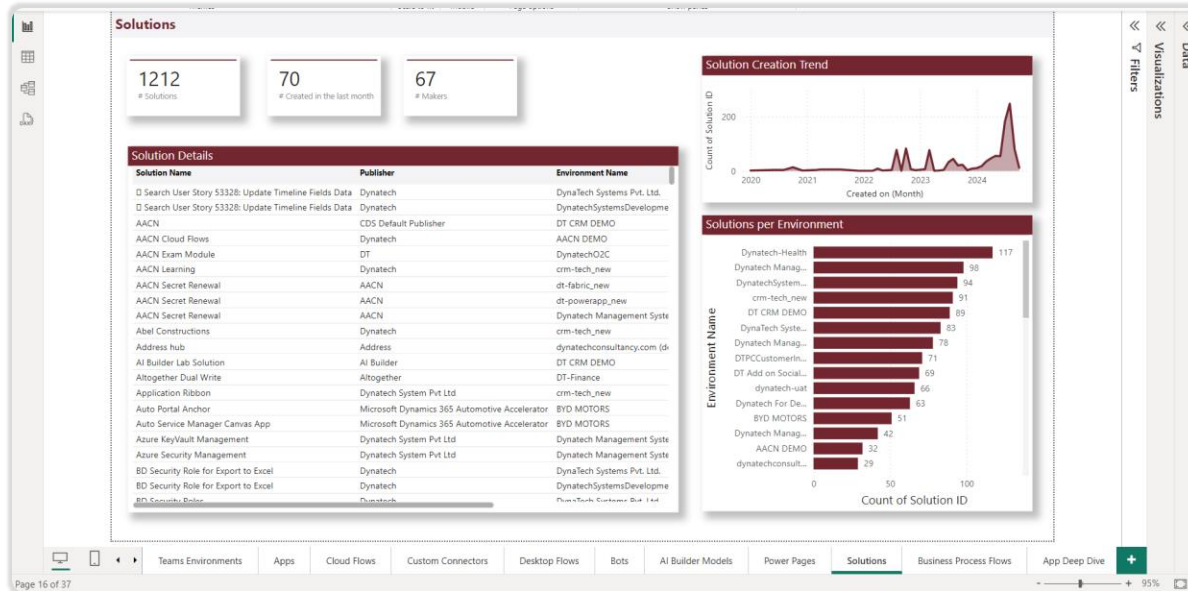 Solutions
1212
# Solutions
70
# Created in the last month
67
# Makers
Solution Details
Solution Name Publisher Environment Name
Search User Story 53328: Update Timeline Fields Data Dynatech DynaTech Systems Pvt. Ltd.
Search User Story 53328: Update Timeline Fields Data Dynatech DynatechSystemsDevelopme
AACN CDS Default Publisher DT CRM DEMO
AACN Cloud Flows Dynatech AACN DEMO
AACN Exam Module DT DynatechO2C
AACN Learning Dynatech crm-tech_new
AACN Secret Renewal AACN dt-fabric_new
AACN Secret Renewal AACN dt-powerapp_new
AACN Secret Renewal AACN Dynatech Management Syste
Abel Constructions Dynatech crm-tech_new
Address hub Address dynatechconsultancy.com (de
AI Builder Lab Solution AI Builder DT CRM DEMO
Altogether Dual Write Altogether DT-Finance
Application Ribbon Dynatech System Pvt Ltd crm-tech_new
Auto Portal Anchor Microsoft Dynamics 365 Automotive Accelerator BYD MOTORS
Auto Service Manager Canvas App Microsoft Dynamics 365 Automotive Accelerator BYD MOTORS
Azure KeyVault Management Dynatech System Pvt Ltd Dynatech Management Syste
Azure Security Management Dynatech System Pvt Ltd Dynatech Management Syste
BD Security Role for Export to Excel Dynatech DynaTech Systems Pvt. Ltd.
BD Security Role for Export to Excel Dynatech DynatechSystemsDevelopme
BD Security Roles Dynatech DynaTech Systems Pvt. Ltd.
Solution Creation Trend
Count of Solution ID
200
0
2020 2021 2022 2023 2024
Created on (Month)
Solutions per Environment
Environment Name
Dynatech-Health 117
Dynatech Manag... 98
DynatechSystem... 94
crm-tech_new 91
DT CRM DEMO 89
DynaTech Syste... 83
Dynatech Manag... 78
DTPCCustomerIn... 71
DT Add on Social... 69
dynatech-uat 66
Dynatech For De... 63
BYD MOTORS 51
Dynatech Manag... 42
AACN DEMO 32
dynatechconsult... 29
0 50 100
Count of Solution ID
Filters
Visualizations
Data
Teams Environments Apps Cloud Flows Custom Connectors Desktop Flows Bots AI Builder Models Power Pages Solutions Business Process Flows App Deep Dive
Page 16 of 37
95%